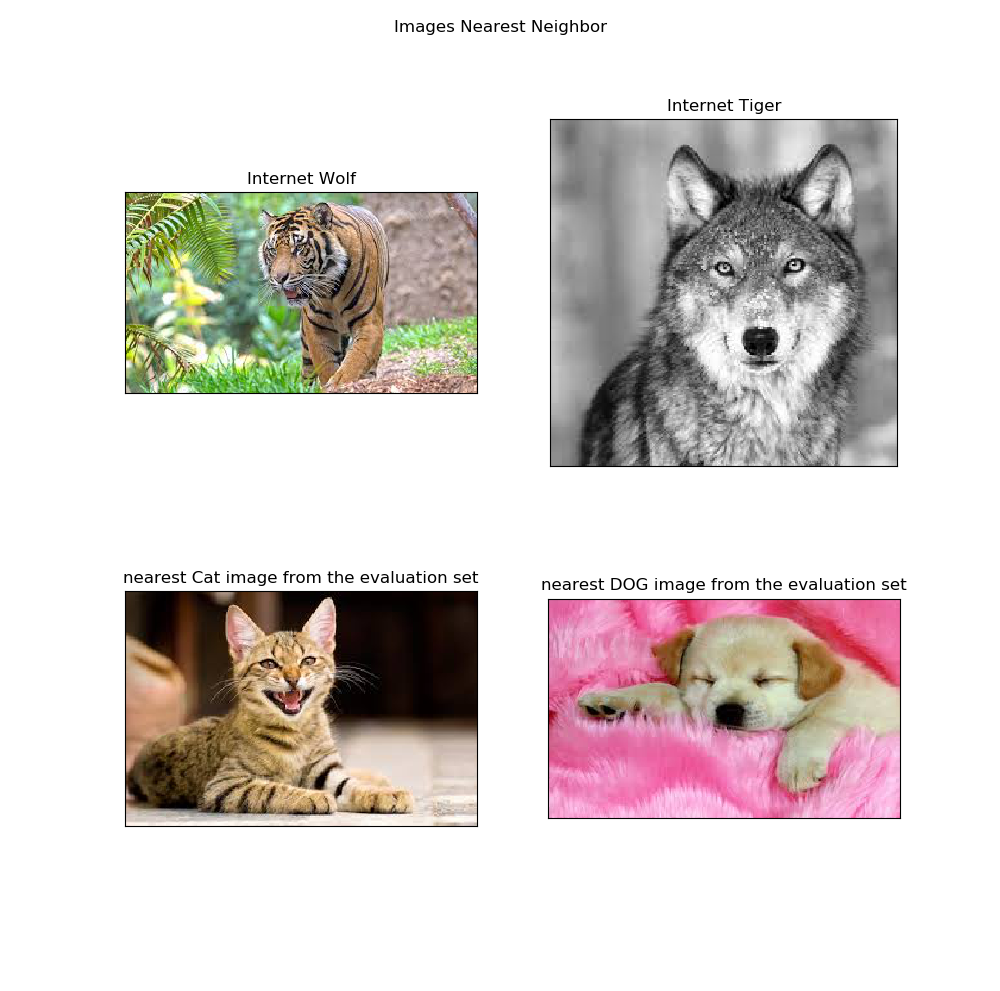 Images Nearest Neighbor
Internet Wolf
Internet Tiger
nearest Cat image from the evaluation set
nearest DOG image from the evaluation set